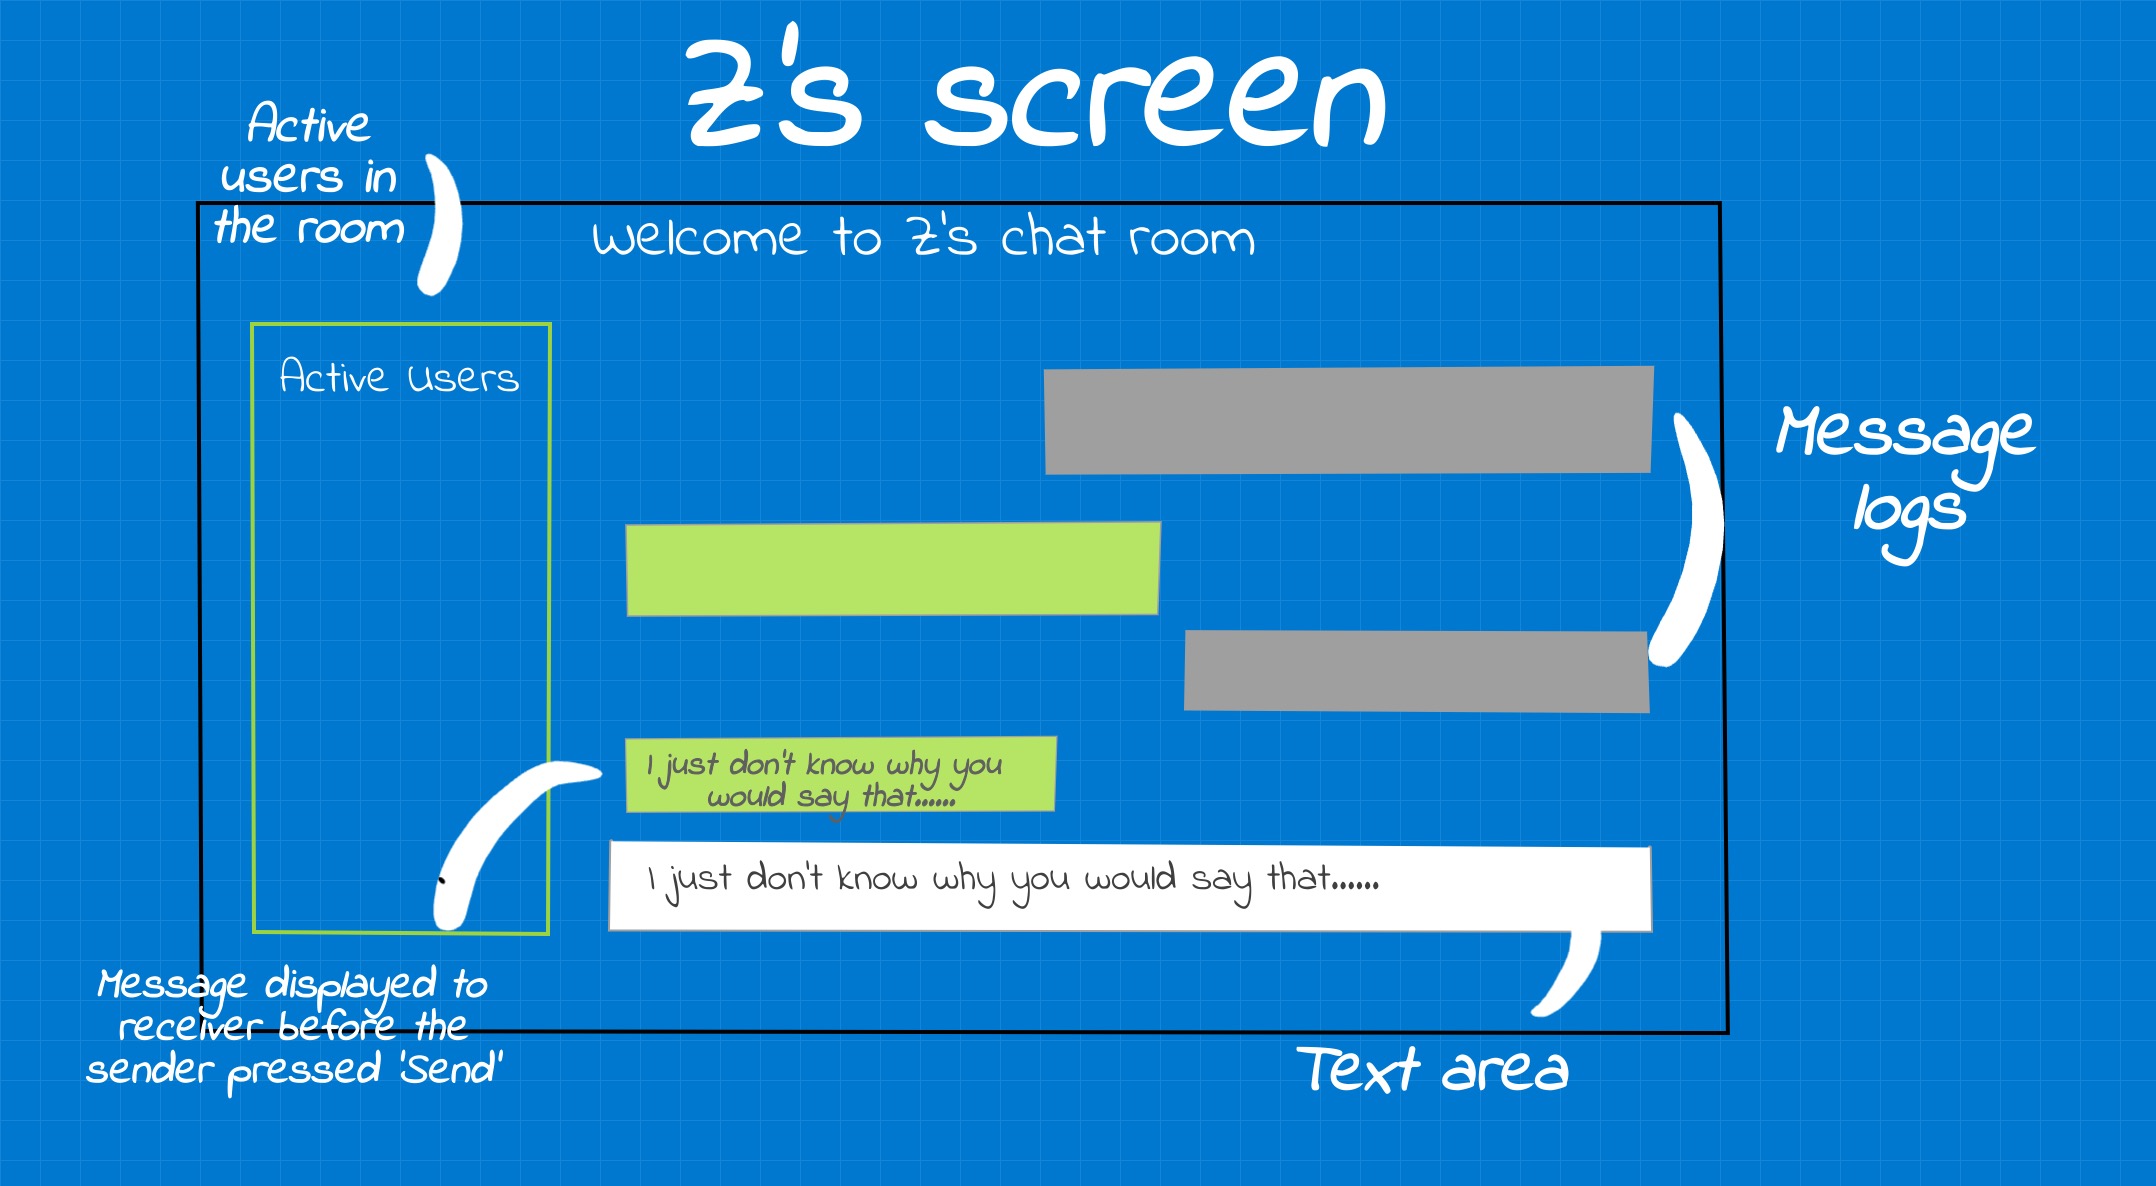 Z's screen
Active
users in
the room
Welcome to Z's chat room
Active Users
Message
logs
I just don't know why you
would say that......
I just don't know why you would say that......
Message displayed to
receiver before the
sender pressed 'Send'
Text area